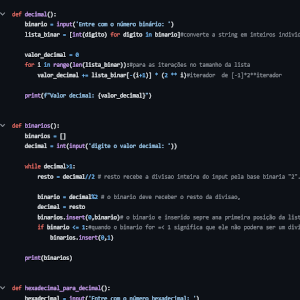 def decimal():
binario = input('Entre com o número binário: ')
lista_binar = [int(digito) for digito in binario]#converte a string em inteiros individ
valor_decimal = 0
for i in range(len(lista_binar)):#para as iterações no tamanho da lista
valor_decimal += lista_binar[-(i+1)] * (2 ** i)#iterador de [-1]*2**iterador
print(f"Valor decimal: {valor_decimal}")
def binarios():
binarios = []
decimal = int(input('digite o valor decimal: '))
while decimal>1:
resto = decimal//2 # resto recebe a divisao inteira do input pela base binaria "2".
binario = decimal%2 # o binario deve receber o resto da divisao,
decimal = resto
binarios.insert(0,binario)# o binario e inserido sepre ana primeira posição da list
if binario <= 1:#quando o binario for =< 1 significa que ele não podera ser um divi
binarios.insert(0,1)
print(binarios)
def hexadecimal_para_decimal():
hexadecimal = input('Entre com o número hexadecimal: ')